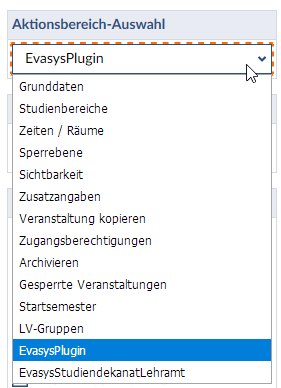 Aktionsbereich-Auswahl
EvasysPlugin
Grunddaten
Studienbereiche
Zeiten / Räume
Sperrebene
Sichtbarkeit
Zusatzangaben
Veranstaltung kopieren
Zugangsberechtigungen
Archivieren
Gesperrte Veranstaltungen
Startsemester
LV-Gruppen
EvasysPlugin
EvasysStudiendekanatLehramt